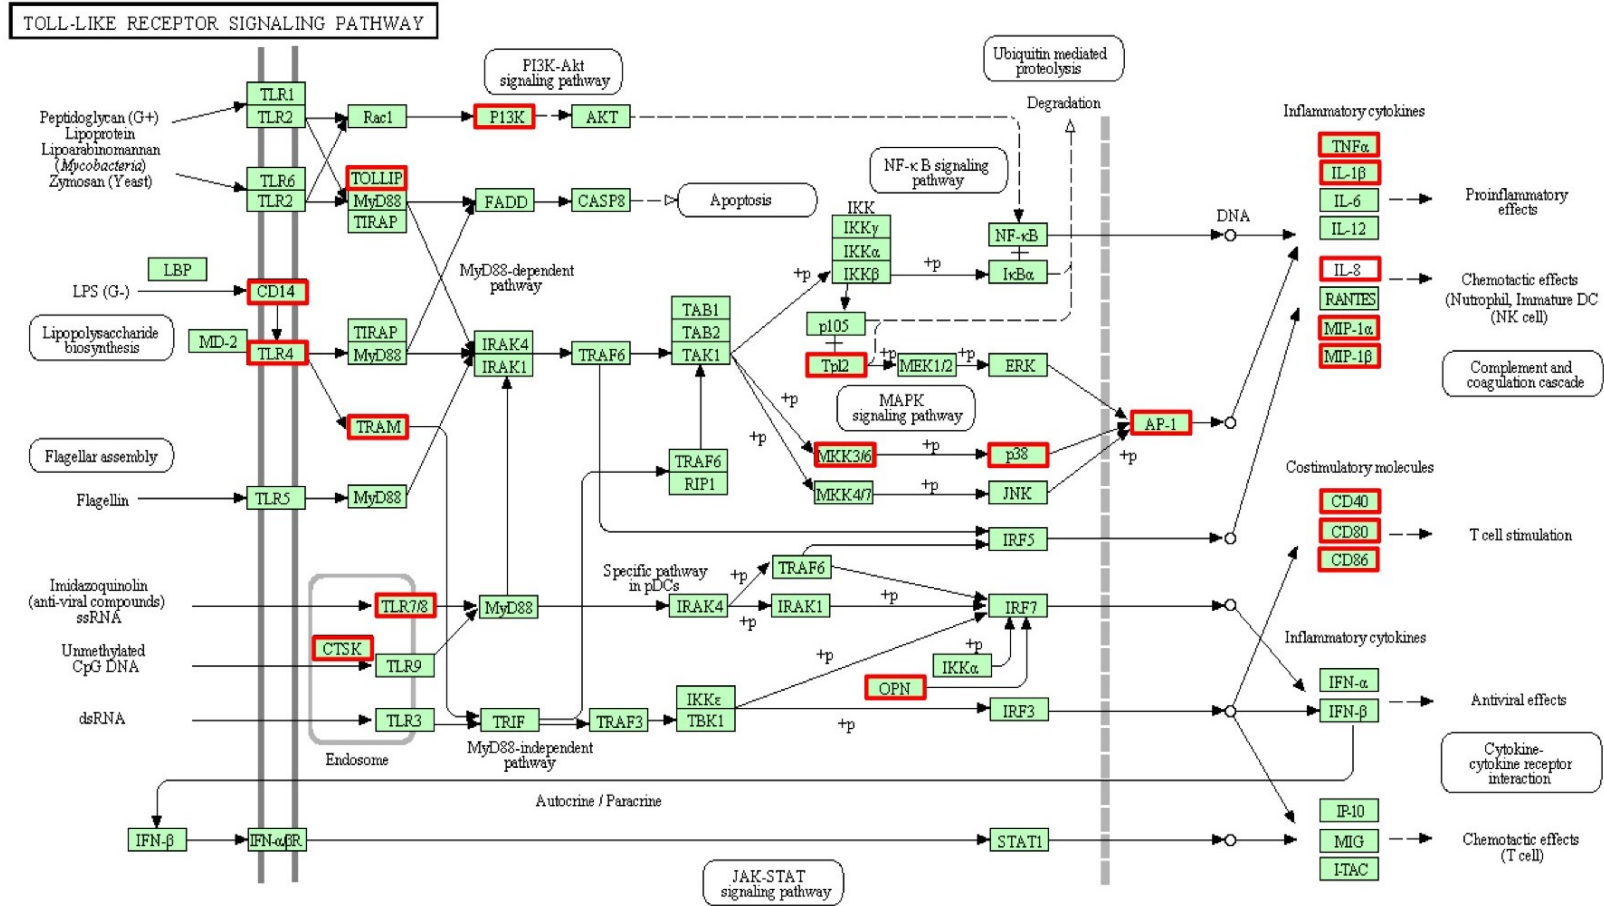 TOLL-LIKE RECEPTOR SIGNALING PATHWAY
PI3K-Akt
signaling pathway
Ubiquitin mediated
proteolysis
Degradation
Inflammatory cytokines
TLR1
TLR2
Rac1
P13K
AKT
Peptidoglycan (G+)
Lipoprotein
Lipoarabinomannan
(Mycobacteria)
Zymosan (Yeast)
TLR6
TLR2
TOLLIP
MyD88
TIRAP
FADD
CASP8
Apoptosis
NF-κB signaling
pathway
TNFα
IL-1β
IL-6
IL-12
Proinflammatory
effects
IKK
IKKγ
IKKα
IKKβ
+p
+p
NF-κB
IκBα
DNA
LBP
LPS (G-)
CD14
MyD88-dependent
pathway
IL-8
RANTES
MIP-1α
MIP-1β
Chemotactic effects
(Nutrophil, Immature DC
(NK cell)
Lipopolysaccharide
biosynthesis
MD-2
TLR4
TIRAP
MyD88
IRAK4
IRAK1
TRAF6
TAB1
TAB2
TAK1
p105
Tpl2
+p
MEK1/2
+p
ERK
Complement and
coagulation cascade
MAPK
signaling pathway
TRAM
+p
+p
AP-1
+p
Flagellar assembly
TRAF6
RIP1
MKK3/6
+p
p38
MKK4/7
+p
JNK
Costimulatory molecules
CD40
CD80
CD86
T cell stimulation
Flagellin
TLR5
MyD88
IRF5
Imidazoquinolin
(anti-viral compounds)
ssRNA
TLR7/8
MyD88
Specific pathway
in pDCs
IRAK4
+p
+p
TRAF6
IRAK1
+p
IRF7
CTSK
Unmethylated
CpG DNA
TLR9
+p
IKKα
+p
OPN
Inflammatory cytokines
IFN-α
IFN-β
Antiviral effects
dsRNA
TLR3
TRIF
TRAF3
IKKε
TBK1
+p
IRF3
MyD88-independent
pathway
Endosome
Cytokine-
cytokine receptor
interaction
Autocrine / Paracrine
IFN-β
IFN-αβR
STAT1
IP-10
MIG
I-TAC
Chemotactic effects
(T cell)
JAK-STAT
signaling pathway